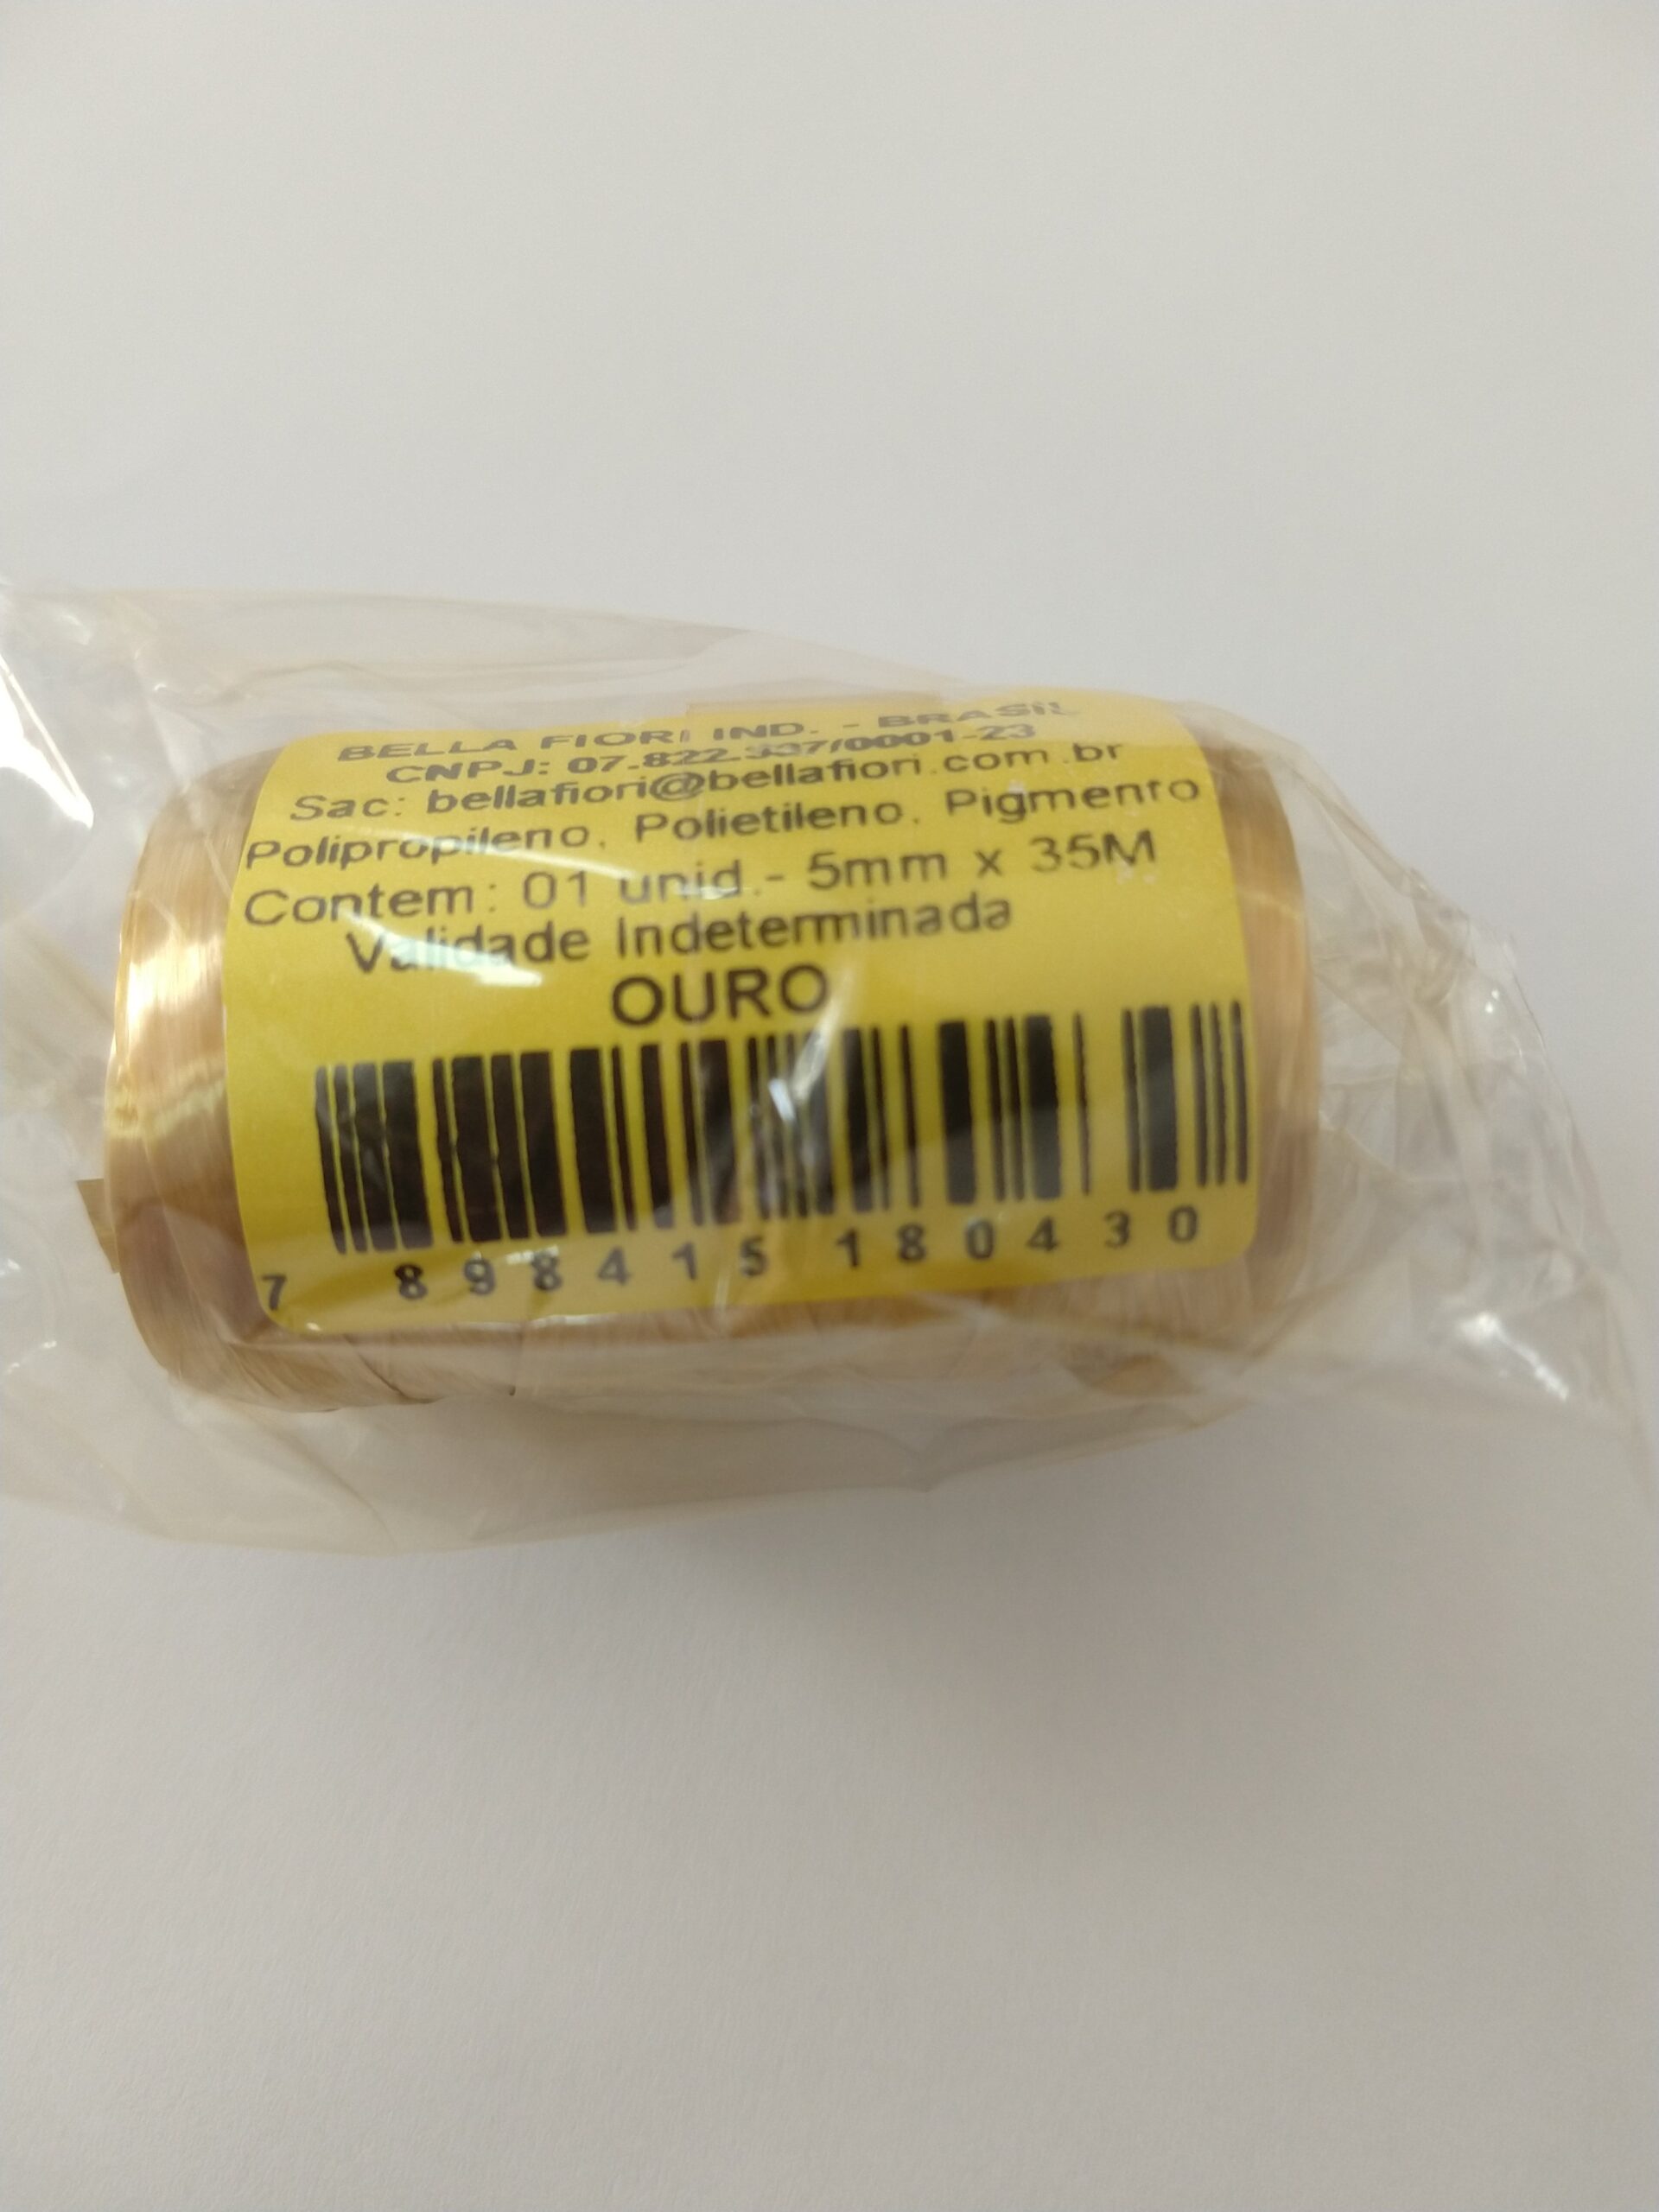 BELLA FIORI IND. - BRASIL
CNPJ: 07.822.337/0001-23
Sac: bellafiori@bellafiori.com.br
Polipropileno, Polietileno, Pigmento
Contem: 01 unid.- 5mm x 35M
Validade Indeterminada
OURO
7 898415 180430